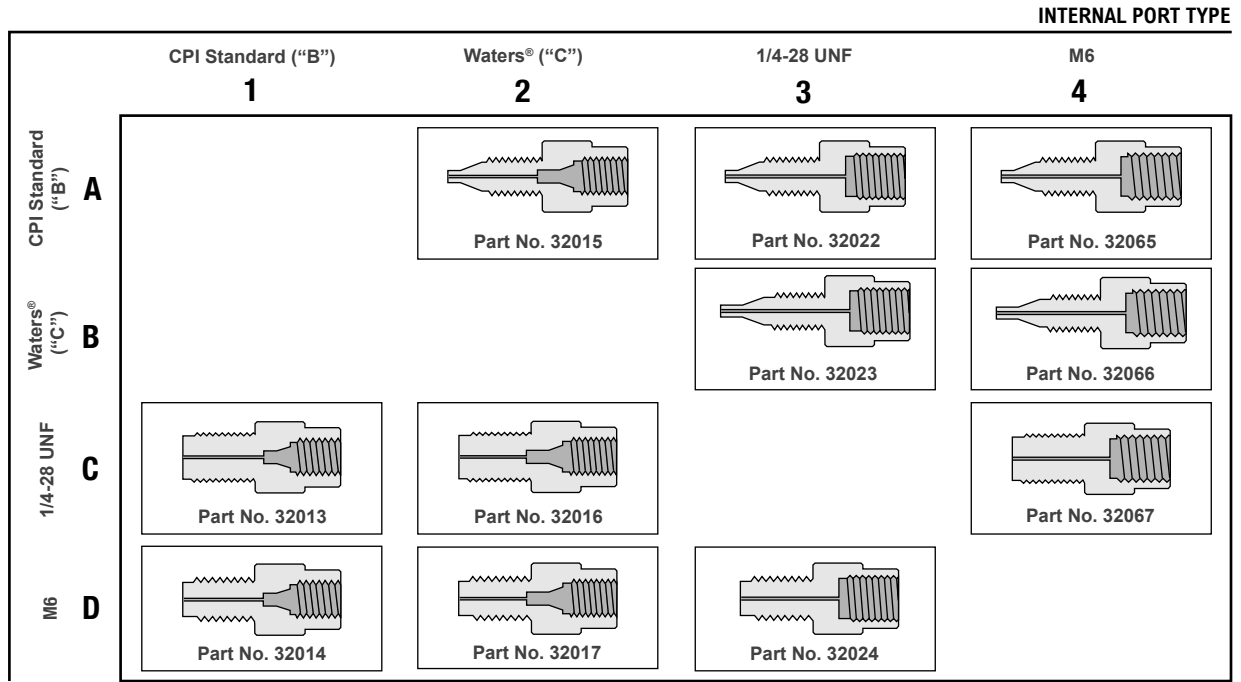 INTERNAL PORT TYPE
CPI Standard (“B”)
Waters® (“C”)
1/4-28 UNF
M6
1
2
3
4
CPI Standard
(“B”)
A
Part No. 32015
Part No. 32022
Part No. 32065
Waters®
(“C”)
B
Part No. 32023
Part No. 32066
1/4-28 UNF
C
Part No. 32013
Part No. 32016
Part No. 32067
M6
D
Part No. 32014
Part No. 32017
Part No. 32024